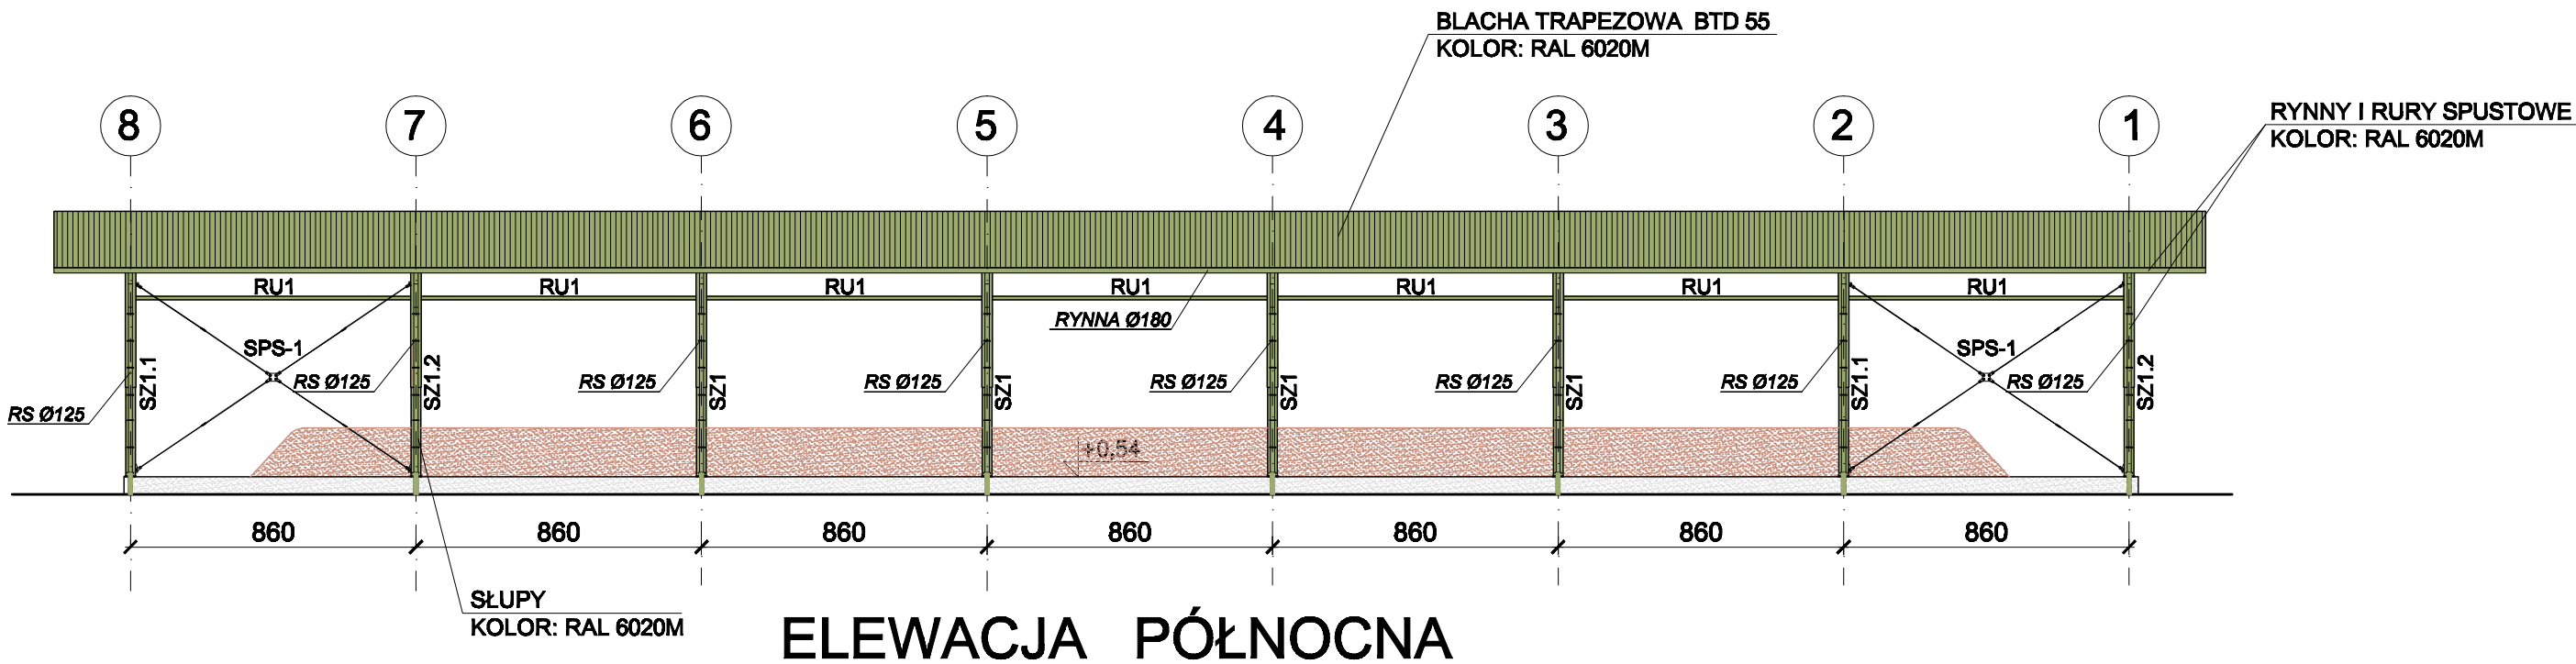 BLACHA TRAPEZOWA BTD 55
KOLOR: RAL 6020M
RYNNY I RURY SPUSTOWE
KOLOR: RAL 6020M
8 7 6 5 4 3 2 1
RU1 RU1 RU1 RU1 RU1 RU1 RU1
RYNNA Ø180
SPS-1 SPS-1
RS Ø125 RS Ø125 RS Ø125 RS Ø125 RS Ø125 RS Ø125 RS Ø125
RS Ø125
SZ1.1 SZ1.2 SZ1 SZ1 SZ1 SZ1 SZ1.1 SZ1.2
+0,54
860 860 860 860 860 860 860
SŁUPY
KOLOR: RAL 6020M
ELEWACJA PÓŁNOCNA